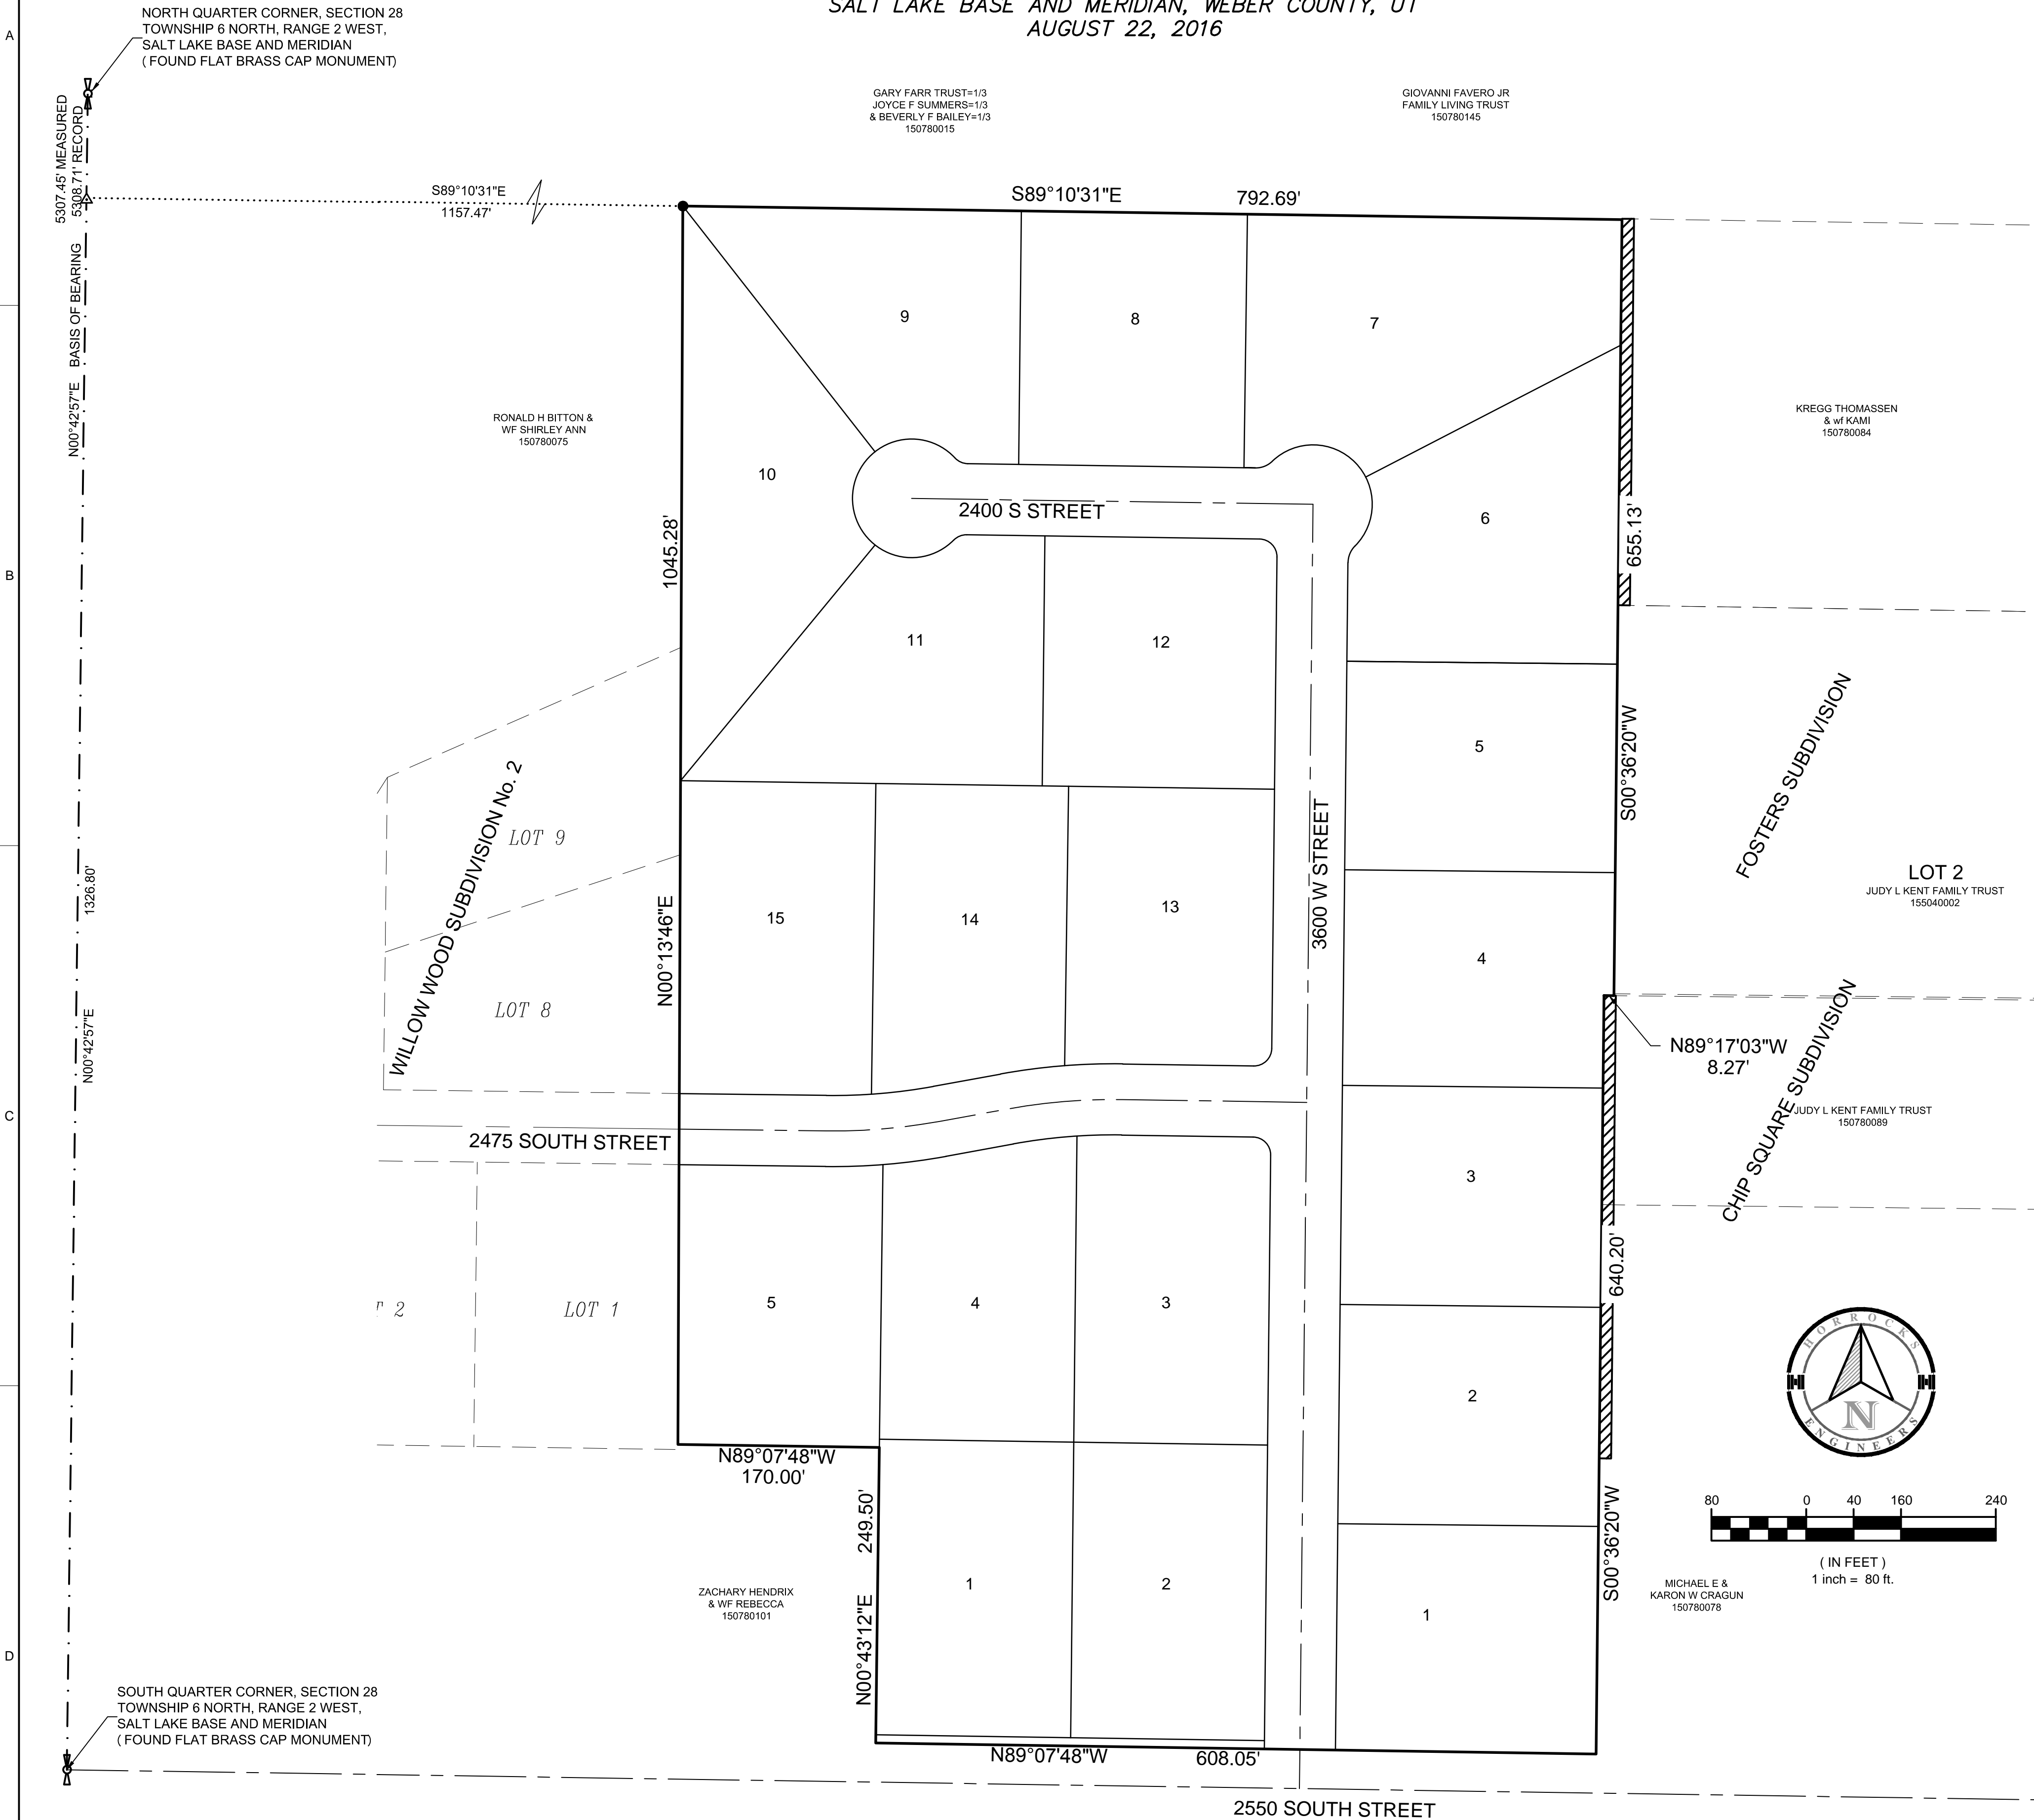 SALT LAKE BASE AND MERIDIAN, WEBER COUNTY, UT
AUGUST 22, 2016
A
NORTH QUARTER CORNER, SECTION 28
TOWNSHIP 6 NORTH, RANGE 2 WEST,
SALT LAKE BASE AND MERIDIAN
( FOUND FLAT BRASS CAP MONUMENT)
GARY FARR TRUST=1/3
JOYCE F SUMMERS=1/3
& BEVERLY F BAILEY=1/3
150780015
GIOVANNI FAVERO JR
FAMILY LIVING TRUST
150780145
5307.45' MEASURED
5308.71' RECORD
S89°10'31"E
1157.47'
S89°10'31"E 792.69'
N00°42'57"E BASIS OF BEARING
9
8
7
RONALD H BITTON &
WF SHIRLEY ANN
150780075
KREGG THOMASSEN
& wf KAMI
150780084
10
2400 S STREET
6
1045.28'
655.13'
B
11
12
5
S00°36'20"W
FOSTERS SUBDIVISION
WILLOW WOOD SUBDIVISION No. 2
LOT 9
3600 W STREET
LOT 2
JUDY L KENT FAMILY TRUST
155040002
1326.80'
N00°13'46"E
15
14
13
4
LOT 8
N00°42'57"E
N89°17'03"W
8.27'
CHIP SQUARE SUBDIVISION
C
JUDY L KENT FAMILY TRUST
150780089
2475 SOUTH STREET
3
640.20'
T 2
LOT 1
5
4
3
HORROCKS
N
ENGINEERS
2
N89°07'48"W
170.00'
249.50'
N00°43'12"E
S00°36'20"W
80 0 40 160 240
( IN FEET )
1 inch = 80 ft.
ZACHARY HENDRIX
& WF REBECCA
150780101
1
2
1
MICHAEL E &
KARON W CRAGUN
150780078
D
SOUTH QUARTER CORNER, SECTION 28
TOWNSHIP 6 NORTH, RANGE 2 WEST,
SALT LAKE BASE AND MERIDIAN
( FOUND FLAT BRASS CAP MONUMENT)
N89°07'48"W 608.05'
2550 SOUTH STREET